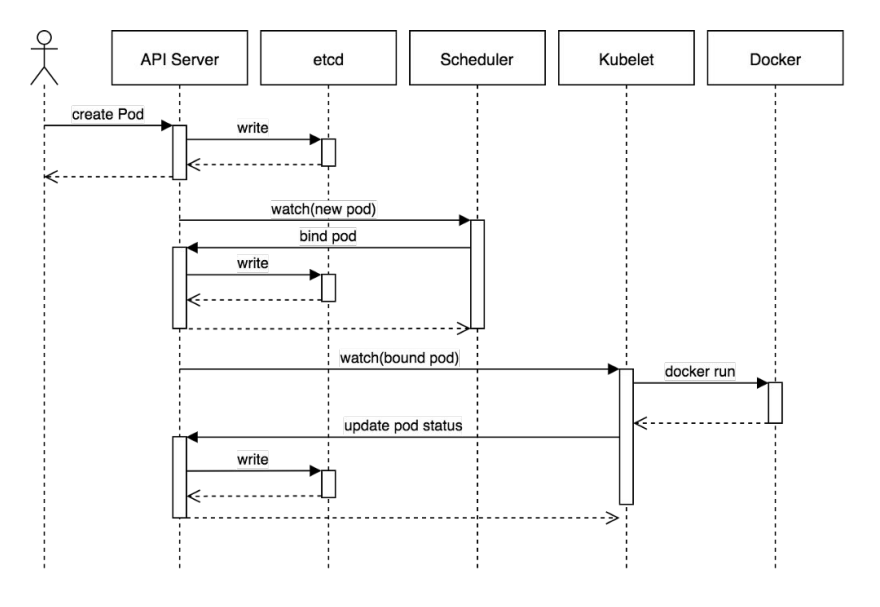 API Server
etcd
Scheduler
Kubelet
Docker
create Pod
write
watch(new pod)
bind pod
write
watch(bound pod)
docker run
update pod status
write